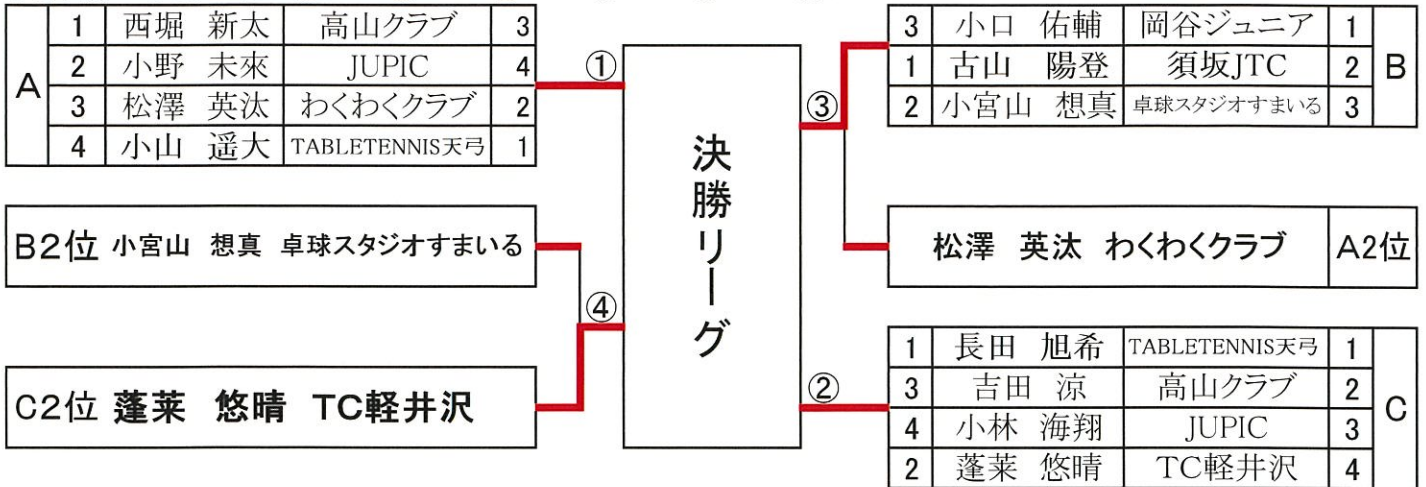 A
1 西堀 新太 高山クラブ 3
2 小野 未來 JUPIC 4
3 松澤 英汰 わくわくクラブ 2
4 小山 遥大 TABLETENNIS天弓 1
B2位 小宮山 想真 卓球スタジオすまいる
C2位 蓬莱 悠晴 TC軽井沢
①
④
決勝リーグ
③
②
3 小口 佑輔 岡谷ジュニア 1
1 古山 陽登 須坂JTC 2
2 小宮山 想真 卓球スタジオすまいる 3
B
松澤 英汰 わくわくクラブ A2位
1 長田 旭希 TABLETENNIS天弓 1
3 吉田 涼 高山クラブ 2
4 小林 海翔 JUPIC 3
2 蓬莱 悠晴 TC軽井沢 4
C